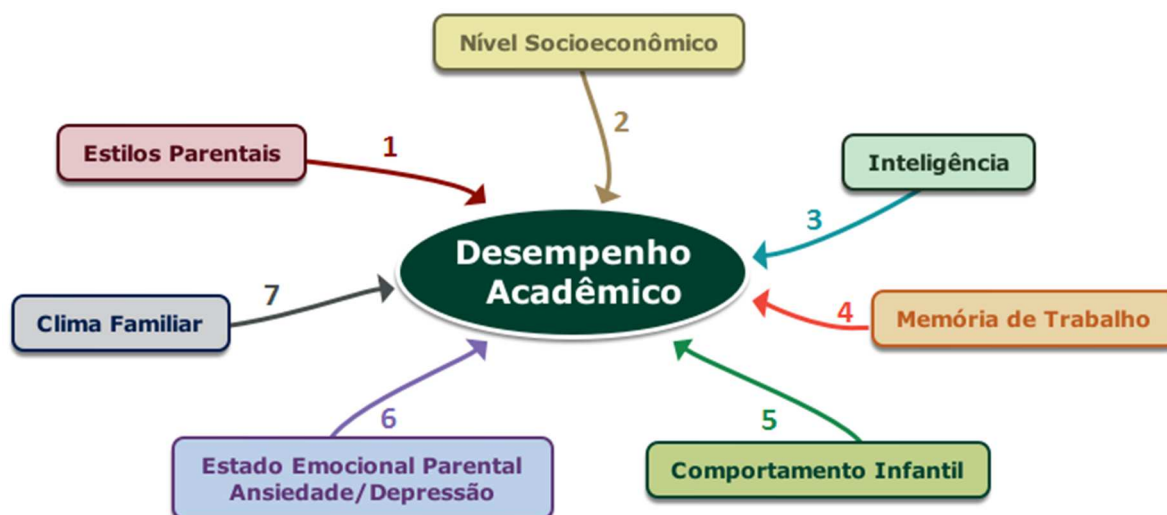 Nível Socioeconômico
2
Estilos Parentais
1
Inteligência
3
Desempenho
Acadêmico
7
Clima Familiar
4
Memória de Trabalho
6
5
Estado Emocional Parental
Ansiedade/Depressão
Comportamento Infantil